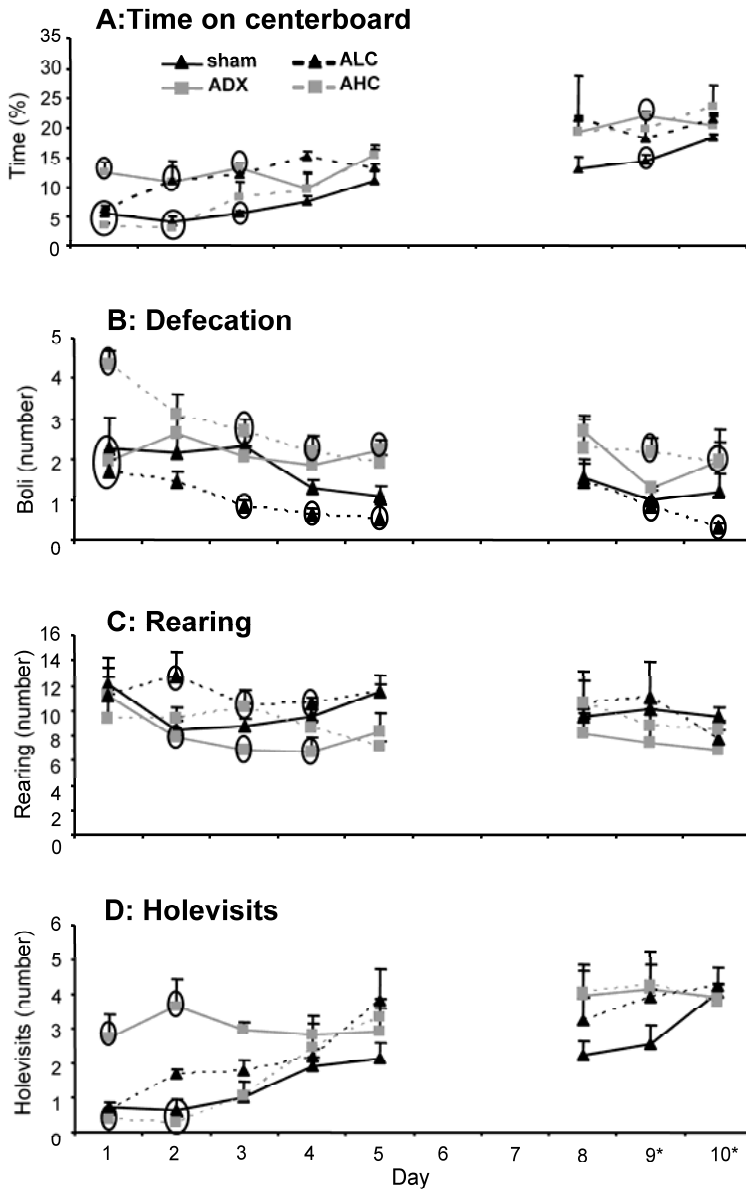 A:Time on centerboard
35
30
25
20
15
10
5
0
Time (%)
sham ALC
ADX AHC
B: Defecation
5
4
3
2
1
0
Boli (number)
C: Rearing
16
14
12
10
8
6
4
2
0
Rearing (number)
D: Holevisits
6
5
4
3
2
1
0
Holevisits (number)
1 2 3 4 5 6 7 8 9* 10*
Day